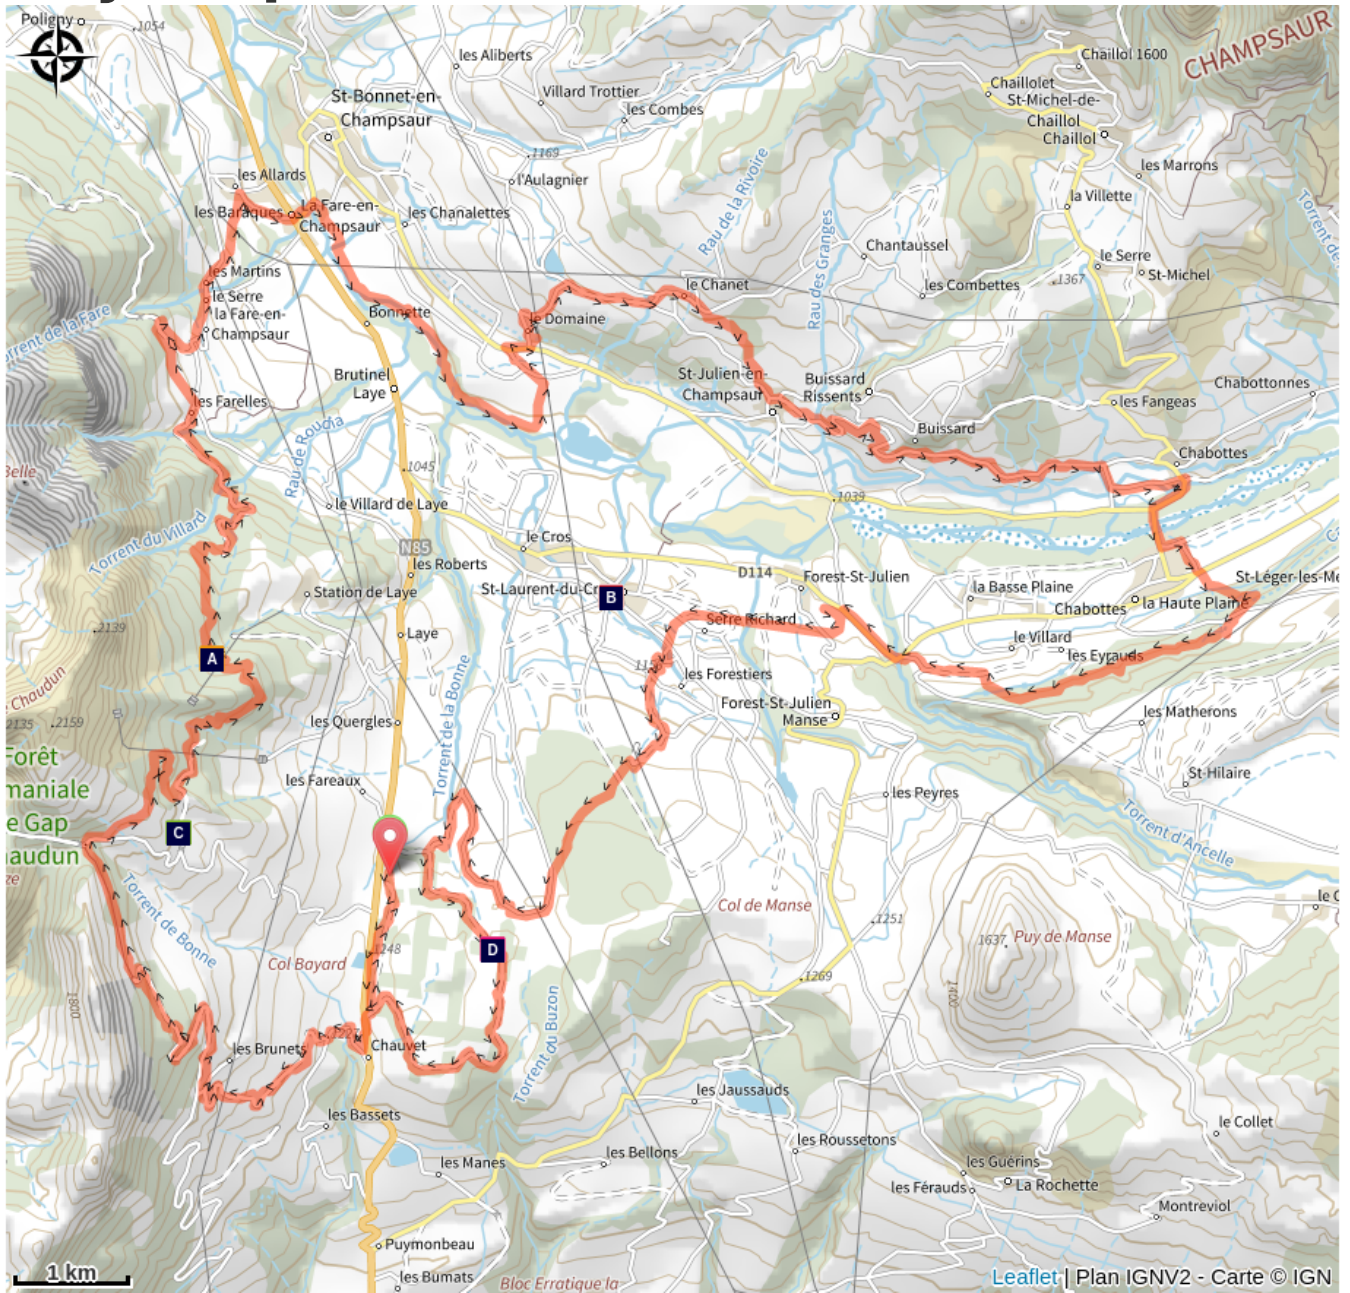 Poligny
1054
les Aliberts
Chaillol 1600
CHAMPSAUR
Chaillolet
St-Bonnet-en-
Champsaur
Villard Trottier
les Combes
St-Michel-de-
Chaillol
Chaillol
1169
les Marrons
les Allards
l'Aulagnier
Rau de la Rivoire
la Villette
les Baraques
La Fare-en-
Champsaur
les Chanalettes
Rau des Granges
Chantaussel
le Serre
St-Michel
les Martins
le Chanet
les Combettes
1367
le Serre
la Fare-en-
Champsaur
Bonnette
le Domaine
Torrent de la Fare
Brutinel
Laye
St-Julien-en-
Champsaur
Buissard
Rissents
Chabottonnes
les Farelles
les Fangeas
Rau de Roudia
Buissard
Chabottes
Belle
1045
le Villard de Laye
1039
Torrent du Villard
N85
le Cros
les Roberts
D114
Forest-St-Julien
St-Laurent-du-Cr
B
Station de Laye
la Basse Plaine
St-Léger-les-Me
Chabottes
la Haute Plaine
2139
Laye
Serre Richard
le Villard
les Eyrauds
A
les Forestiers
Chaudun
2135
2159
les Quergles
Torrent de la Bonne
Forest-St-Julien
Manse
les Matherons
Forêt
maniale
e Gap
haudun
les Fareaux
les Peyres
St-Hilaire
C
Torrent d'Ancelle
Torrent de Bonne
Col de Manse
1251
1248
D
1637
Puy de Manse
Col Bayard
1269
1800
1400
Torrent du Buzon
les Brunets
Chauvet
les Bassets
les Jaussauds
les Roussetons
le Collet
les Manes
les Bellons
les Guérins
La Rochette
les Férauds
Montreviol
Puymonbeau
les Bumats
Bloc Erratique la
1 km
Leaflet | Plan IGNV2 - Carte © IGN